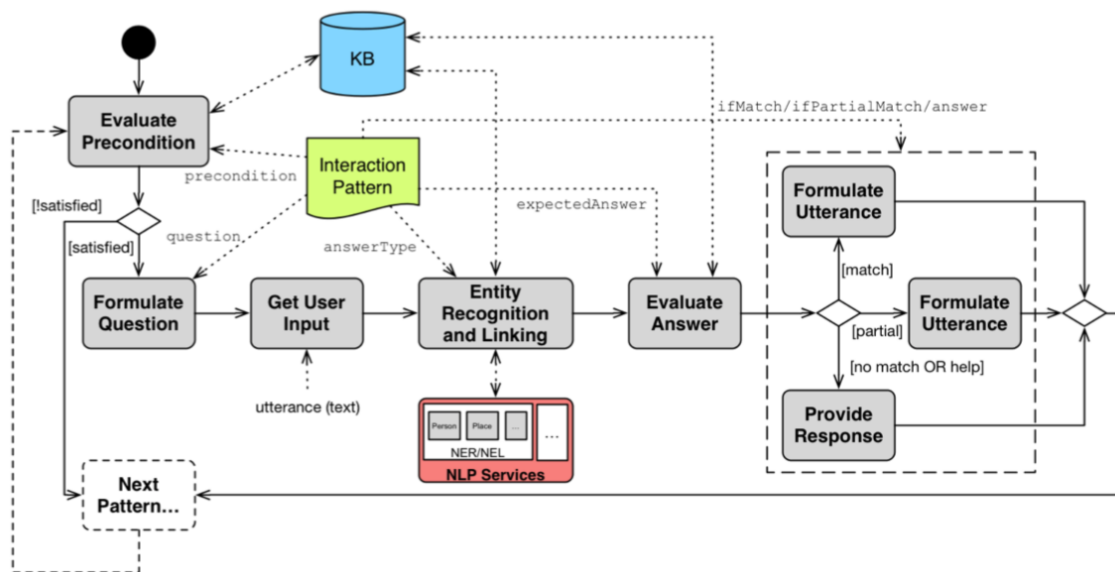 KB
Evaluate
Precondition
ifMatch/ifPartialMatch/answer
Interaction
Pattern
precondition
Formulate
Utterance
[!satisfied]
expectedAnswer
[satisfied]
question
answerType
[match]
Formulate
Question
Get User
Input
Entity
Recognition
and Linking
Evaluate
Answer
Formulate
Utterance
[partial]
[no match OR help]
utterance (text)
Provide
Response
Person
Place
...
...
NER/NEL
NLP Services
Next
Pattern...